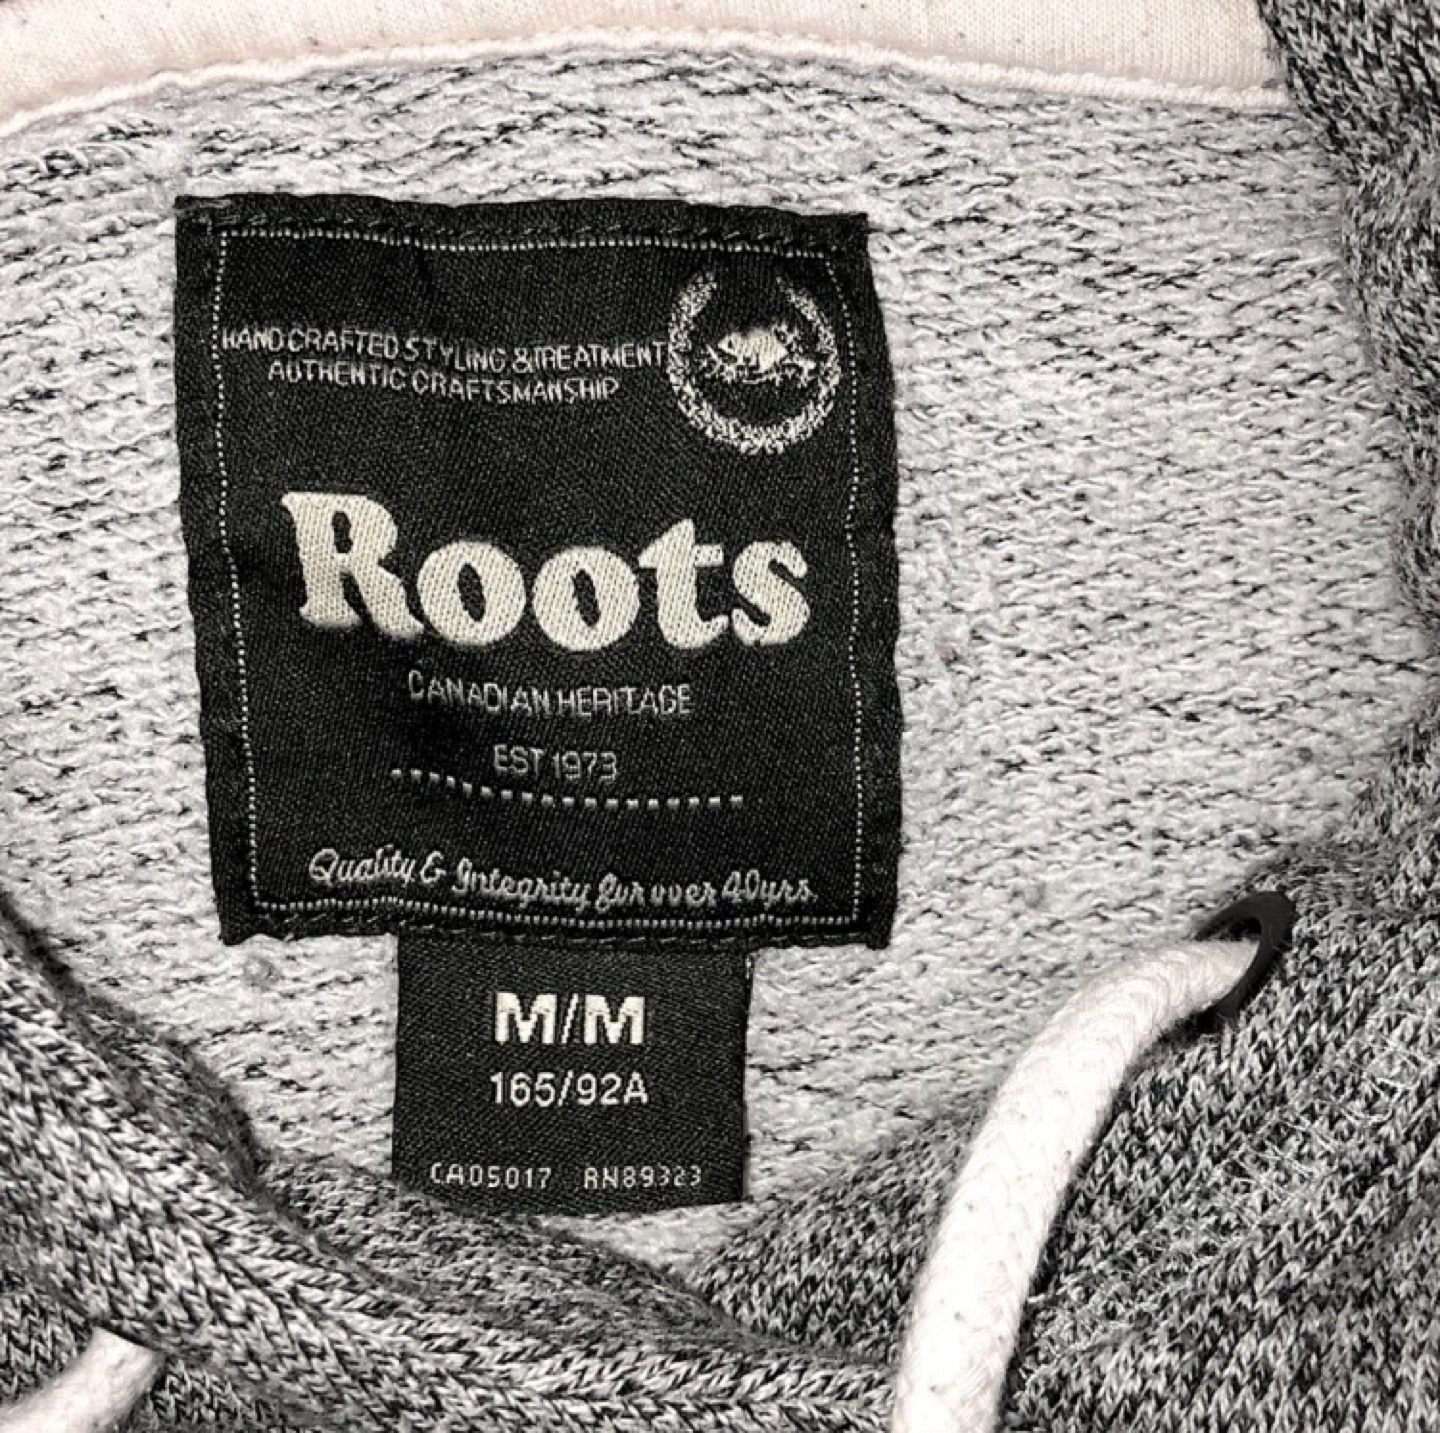 HANDCRAFTED STYLING & TREATMENT
AUTHENTIC CRAFTSMANSHIP
Roots
CANADIAN HERITAGE
EST 1973
Quality & Integrity for over 40yrs.
M/M
165/92A
CA05017 RN89323